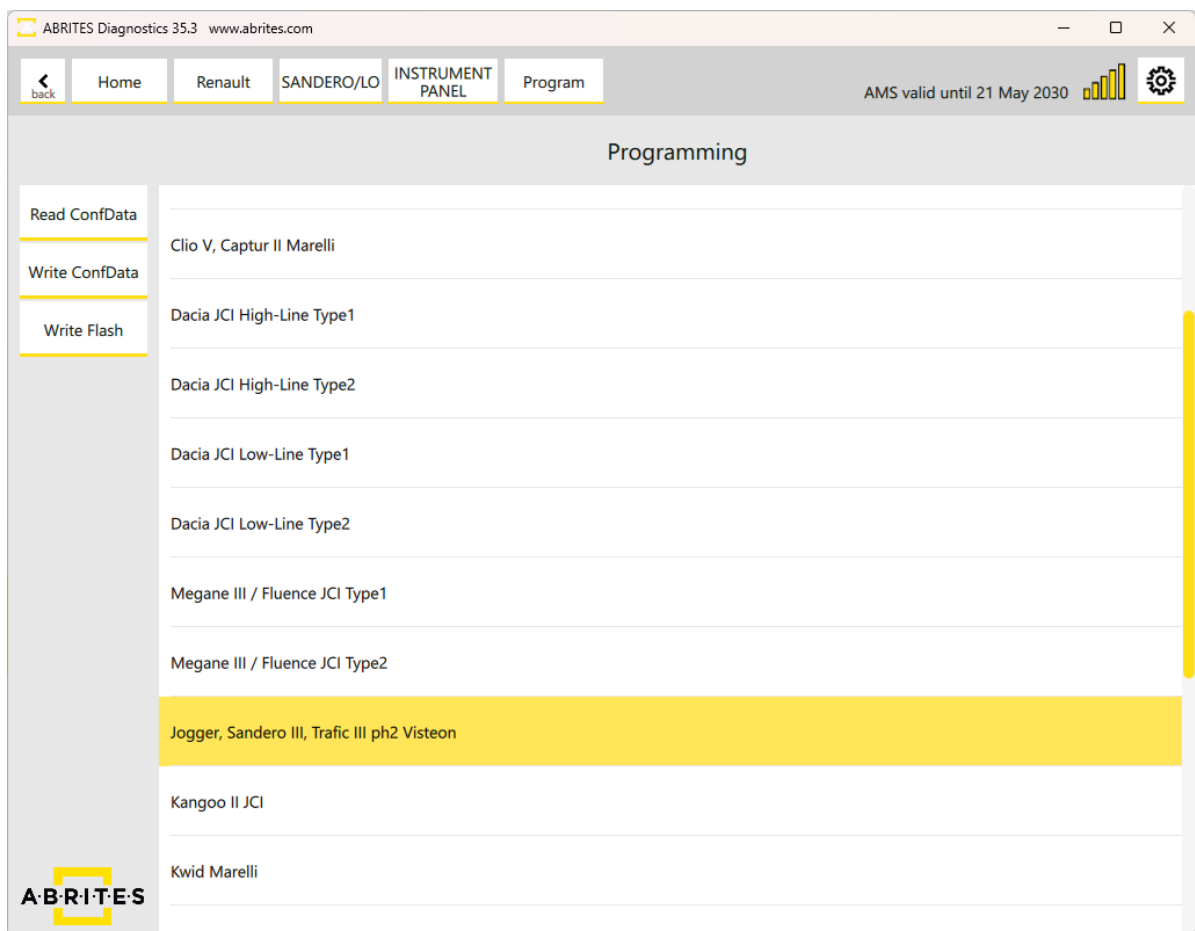 ABRITES Diagnostics 35.3 www.abrites.com
back
Home
Renault
SANDERO/LO
INSTRUMENT
PANEL
Program
AMS valid until 21 May 2030
Programming
Read ConfData
Write ConfData
Write Flash
Clio V, Captur II Marelli
Dacia JCI High-Line Type1
Dacia JCI High-Line Type2
Dacia JCI Low-Line Type1
Dacia JCI Low-Line Type2
Megane III / Fluence JCI Type1
Megane III / Fluence JCI Type2
Jogger, Sandero III, Trafic III ph2 Visteon
Kangoo II JCI
Kwid Marelli
A·B·R·I·T·E·S